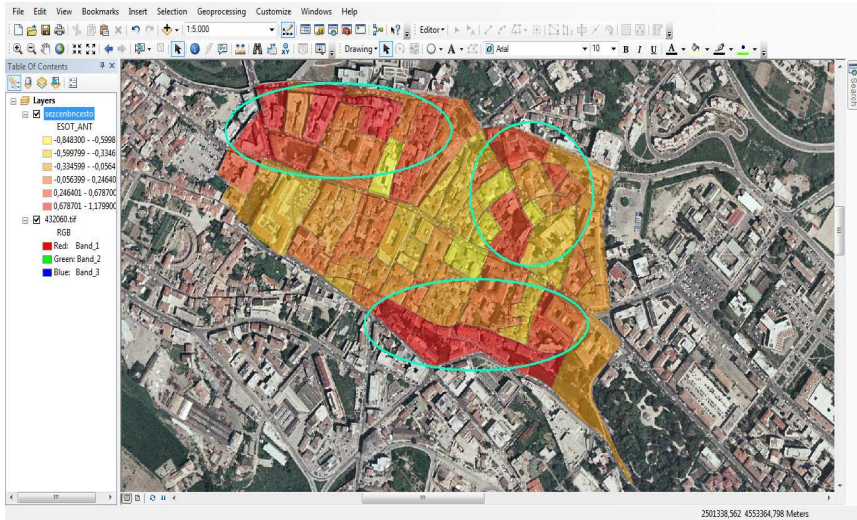 File Edit View Bookmarks Insert Selection Geoprocessing Customize Windows Help
1:5.000 Editor
Drawing Arial 10 B I U A
Table Of Contents
Layers
sezcenbncesto
ESOT_ANT
-0,848300 - -0,5998
-0,599799 - -0,3346
-0,334599 - -0,0564
-0,056399 - 0,24640
0,246401 - 0,678700
0,678701 - 1,179900
432060.tif
RGB
Red: Band_1
Green: Band_2
Blue: Band_3
Search
2501338,562 4553364,798 Meters